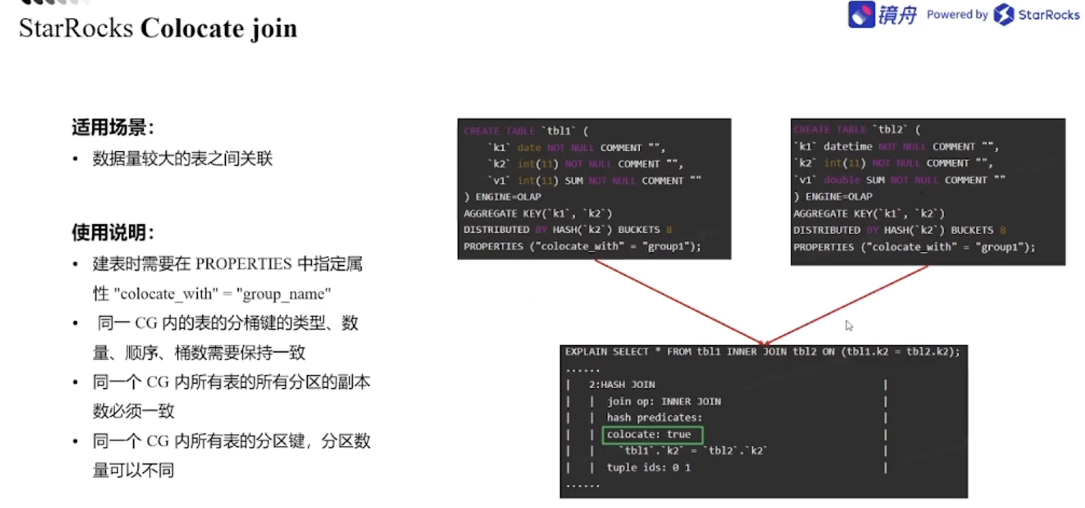 StarRocks Colocate join
镜舟 Powered by StarRocks
适用场景：
• 数据量较大的表之间关联
使用说明：
• 建表时需要在 PROPERTIES 中指定属
性 "colocate_with" = "group_name"
• 同一 CG 内的表的分桶键的类型、数
量、顺序、桶数需要保持一致
• 同一个 CG 内所有表的所有分区的副本
数必须一致
• 同一个 CG 内所有表的分区键，分区数
量可以不同
CREATE TABLE `tbl1` (
`k1` date NOT NULL COMMENT "",
`k2` int(11) NOT NULL COMMENT "",
`v1` int(11) SUM NOT NULL COMMENT ""
) ENGINE=OLAP
AGGREGATE KEY(`k1`, `k2`)
DISTRIBUTED BY HASH(`k2`) BUCKETS 8
PROPERTIES ("colocate_with" = "group1");
CREATE TABLE `tbl2` (
`k1` datetime NOT NULL COMMENT "",
`k2` int(11) NOT NULL COMMENT "",
`v1` double SUM NOT NULL COMMENT ""
) ENGINE=OLAP
AGGREGATE KEY(`k1`, `k2`)
DISTRIBUTED BY HASH(`k2`) BUCKETS 8
PROPERTIES ("colocate_with" = "group1");
EXPLAIN SELECT * FROM tbl1 INNER JOIN tbl2 ON (tbl1.k2 = tbl2.k2);
......
| 2:HASH JOIN |
| | join op: INNER JOIN |
| | hash predicates: |
| | colocate: true |
| | `tbl1`.`k2` = `tbl2`.`k2` |
| | tuple ids: 0 1 |
......